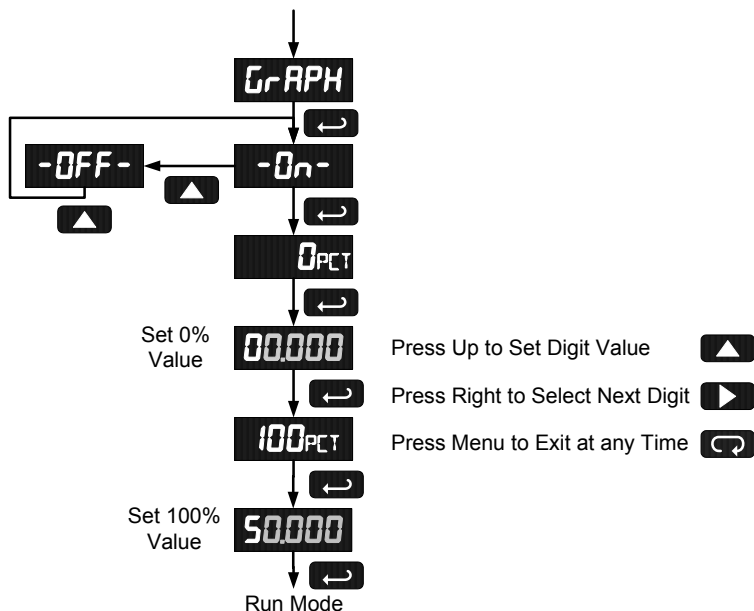 GrAPH
-OFF-
-On-
0PCT
Set 0%
Value
00.000
Press Up to Set Digit Value
Press Right to Select Next Digit
100PCT
Press Menu to Exit at any Time
Set 100%
Value
50.000
Run Mode